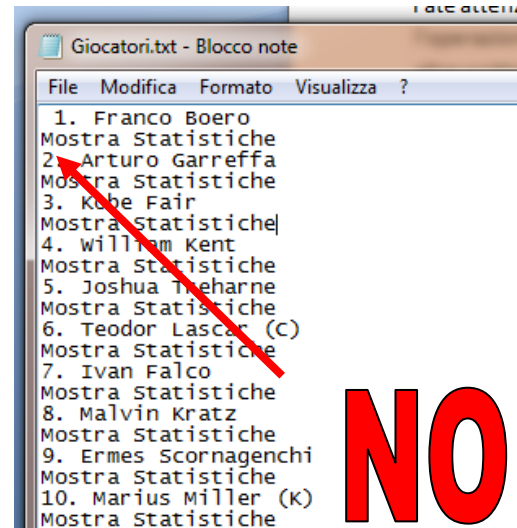 Giocatori.txt - Blocco note
File Modifica Formato Visualizza ?
1. Franco Boero
Mostra Statistiche
2. Arturo Garreffa
Mostra Statistiche
3. Kobe Fair
Mostra Statistiche
4. William Kent
Mostra Statistiche
5. Joshua Treharne
Mostra Statistiche
6. Teodor Lascar (C)
Mostra Statistiche
7. Ivan Falco
Mostra Statistiche
8. Malvin Kratz
Mostra Statistiche
9. Ermes Scornagenchi
Mostra Statistiche
10. Marius Miller (K)
Mostra Statistiche
NO